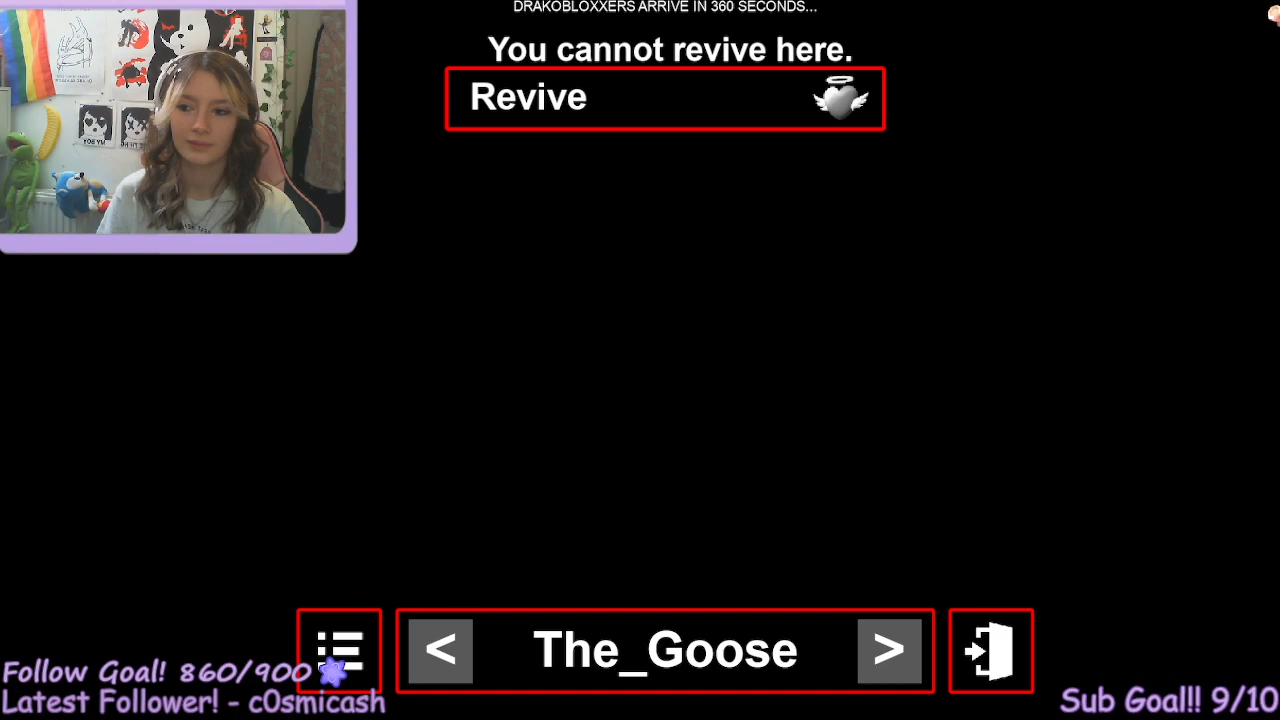 DRAKOBLOXXERS ARRIVE IN 360 SECONDS...
You cannot revive here.
Revive
< The_Goose >
Follow Goal! 860/900
Latest Follower! - c0smicash
Sub Goal!! 9/10